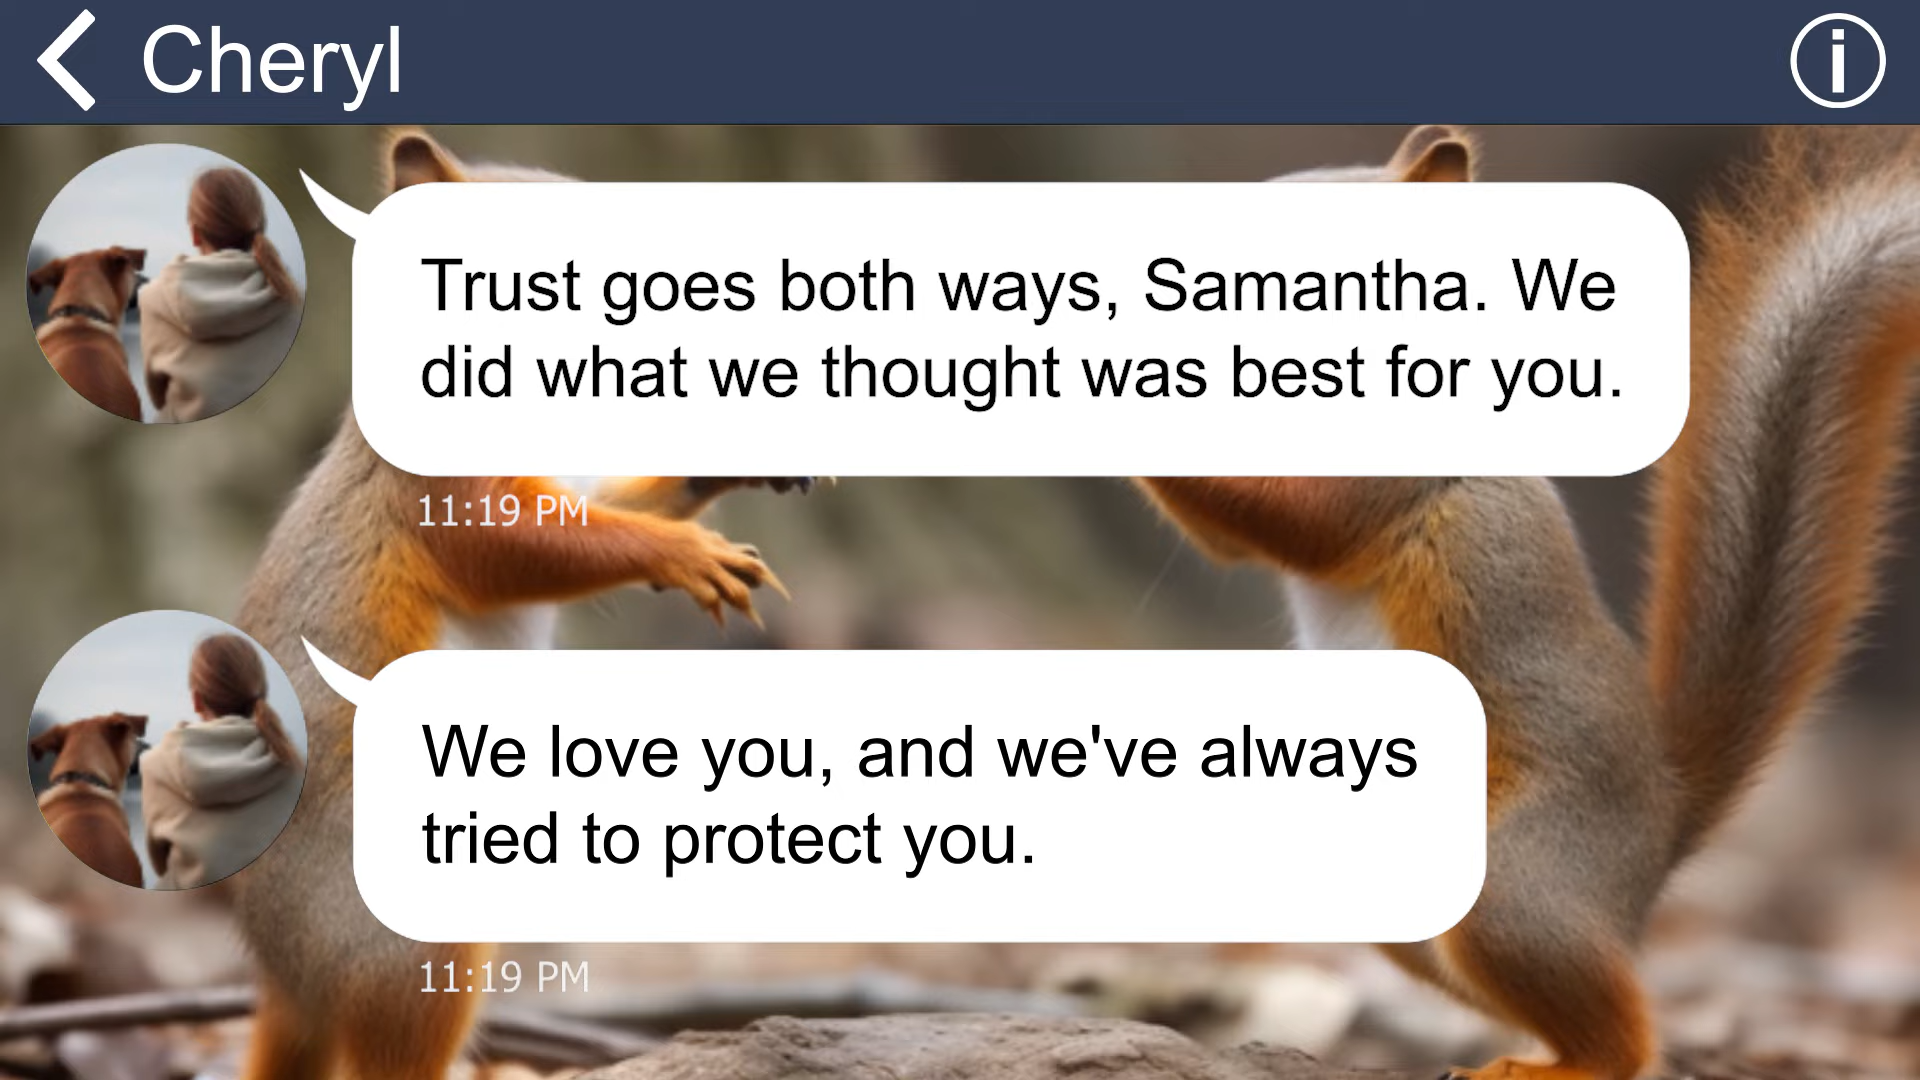 Cheryl
Trust goes both ways, Samantha. We
did what we thought was best for you.
11:19 PM
We love you, and we've always
tried to protect you.
11:19 PM